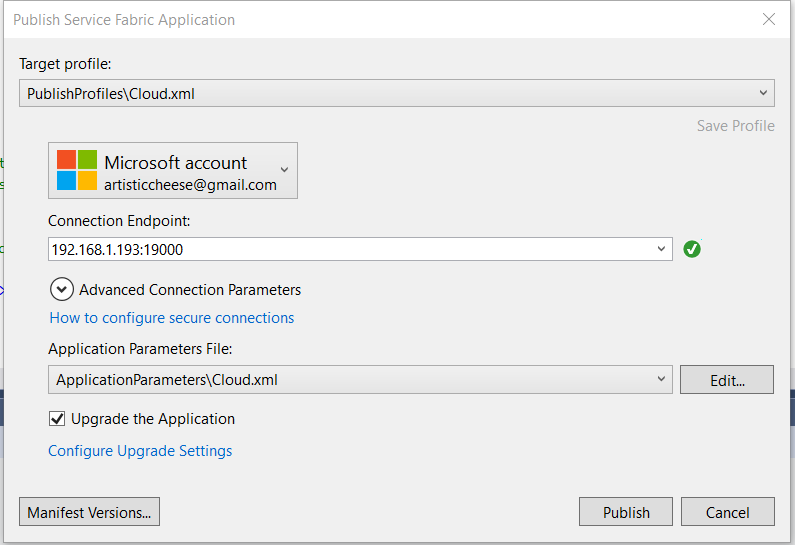 Publish Service Fabric Application
Target profile:
PublishProfiles\Cloud.xml
Save Profile
Microsoft account
artisticcheese@gmail.com
Connection Endpoint:
192.168.1.193:19000
Advanced Connection Parameters
How to configure secure connections
Application Parameters File:
ApplicationParameters\Cloud.xml
Edit...
Upgrade the Application
Configure Upgrade Settings
Manifest Versions...
Publish
Cancel